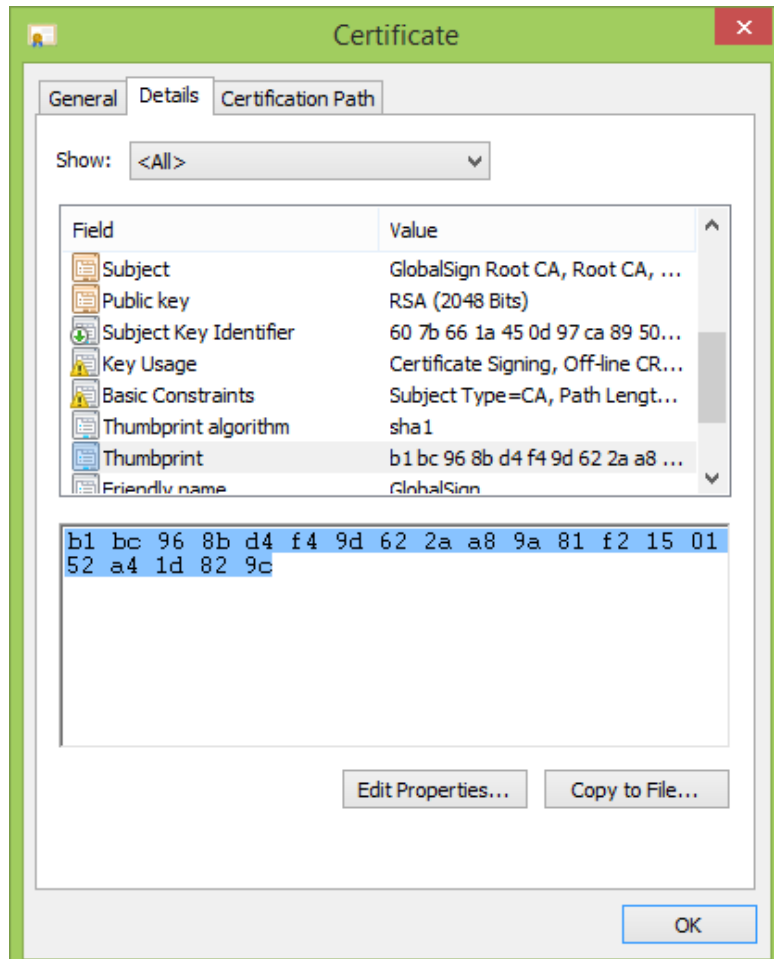 Certificate
General Details Certification Path
Show: <All>
Field Value
Subject GlobalSign Root CA, Root CA, ...
Public key RSA (2048 Bits)
Subject Key Identifier 60 7b 66 1a 45 0d 97 ca 89 50...
Key Usage Certificate Signing, Off-line CR...
Basic Constraints Subject Type=CA, Path Lengt...
Thumbprint algorithm sha1
Thumbprint b1 bc 96 8b d4 f4 9d 62 2a a8 ...
Friendly name GlobalSign
b1 bc 96 8b d4 f4 9d 62 2a a8 9a 81 f2 15 01
52 a4 1d 82 9c
Edit Properties... Copy to File...
OK